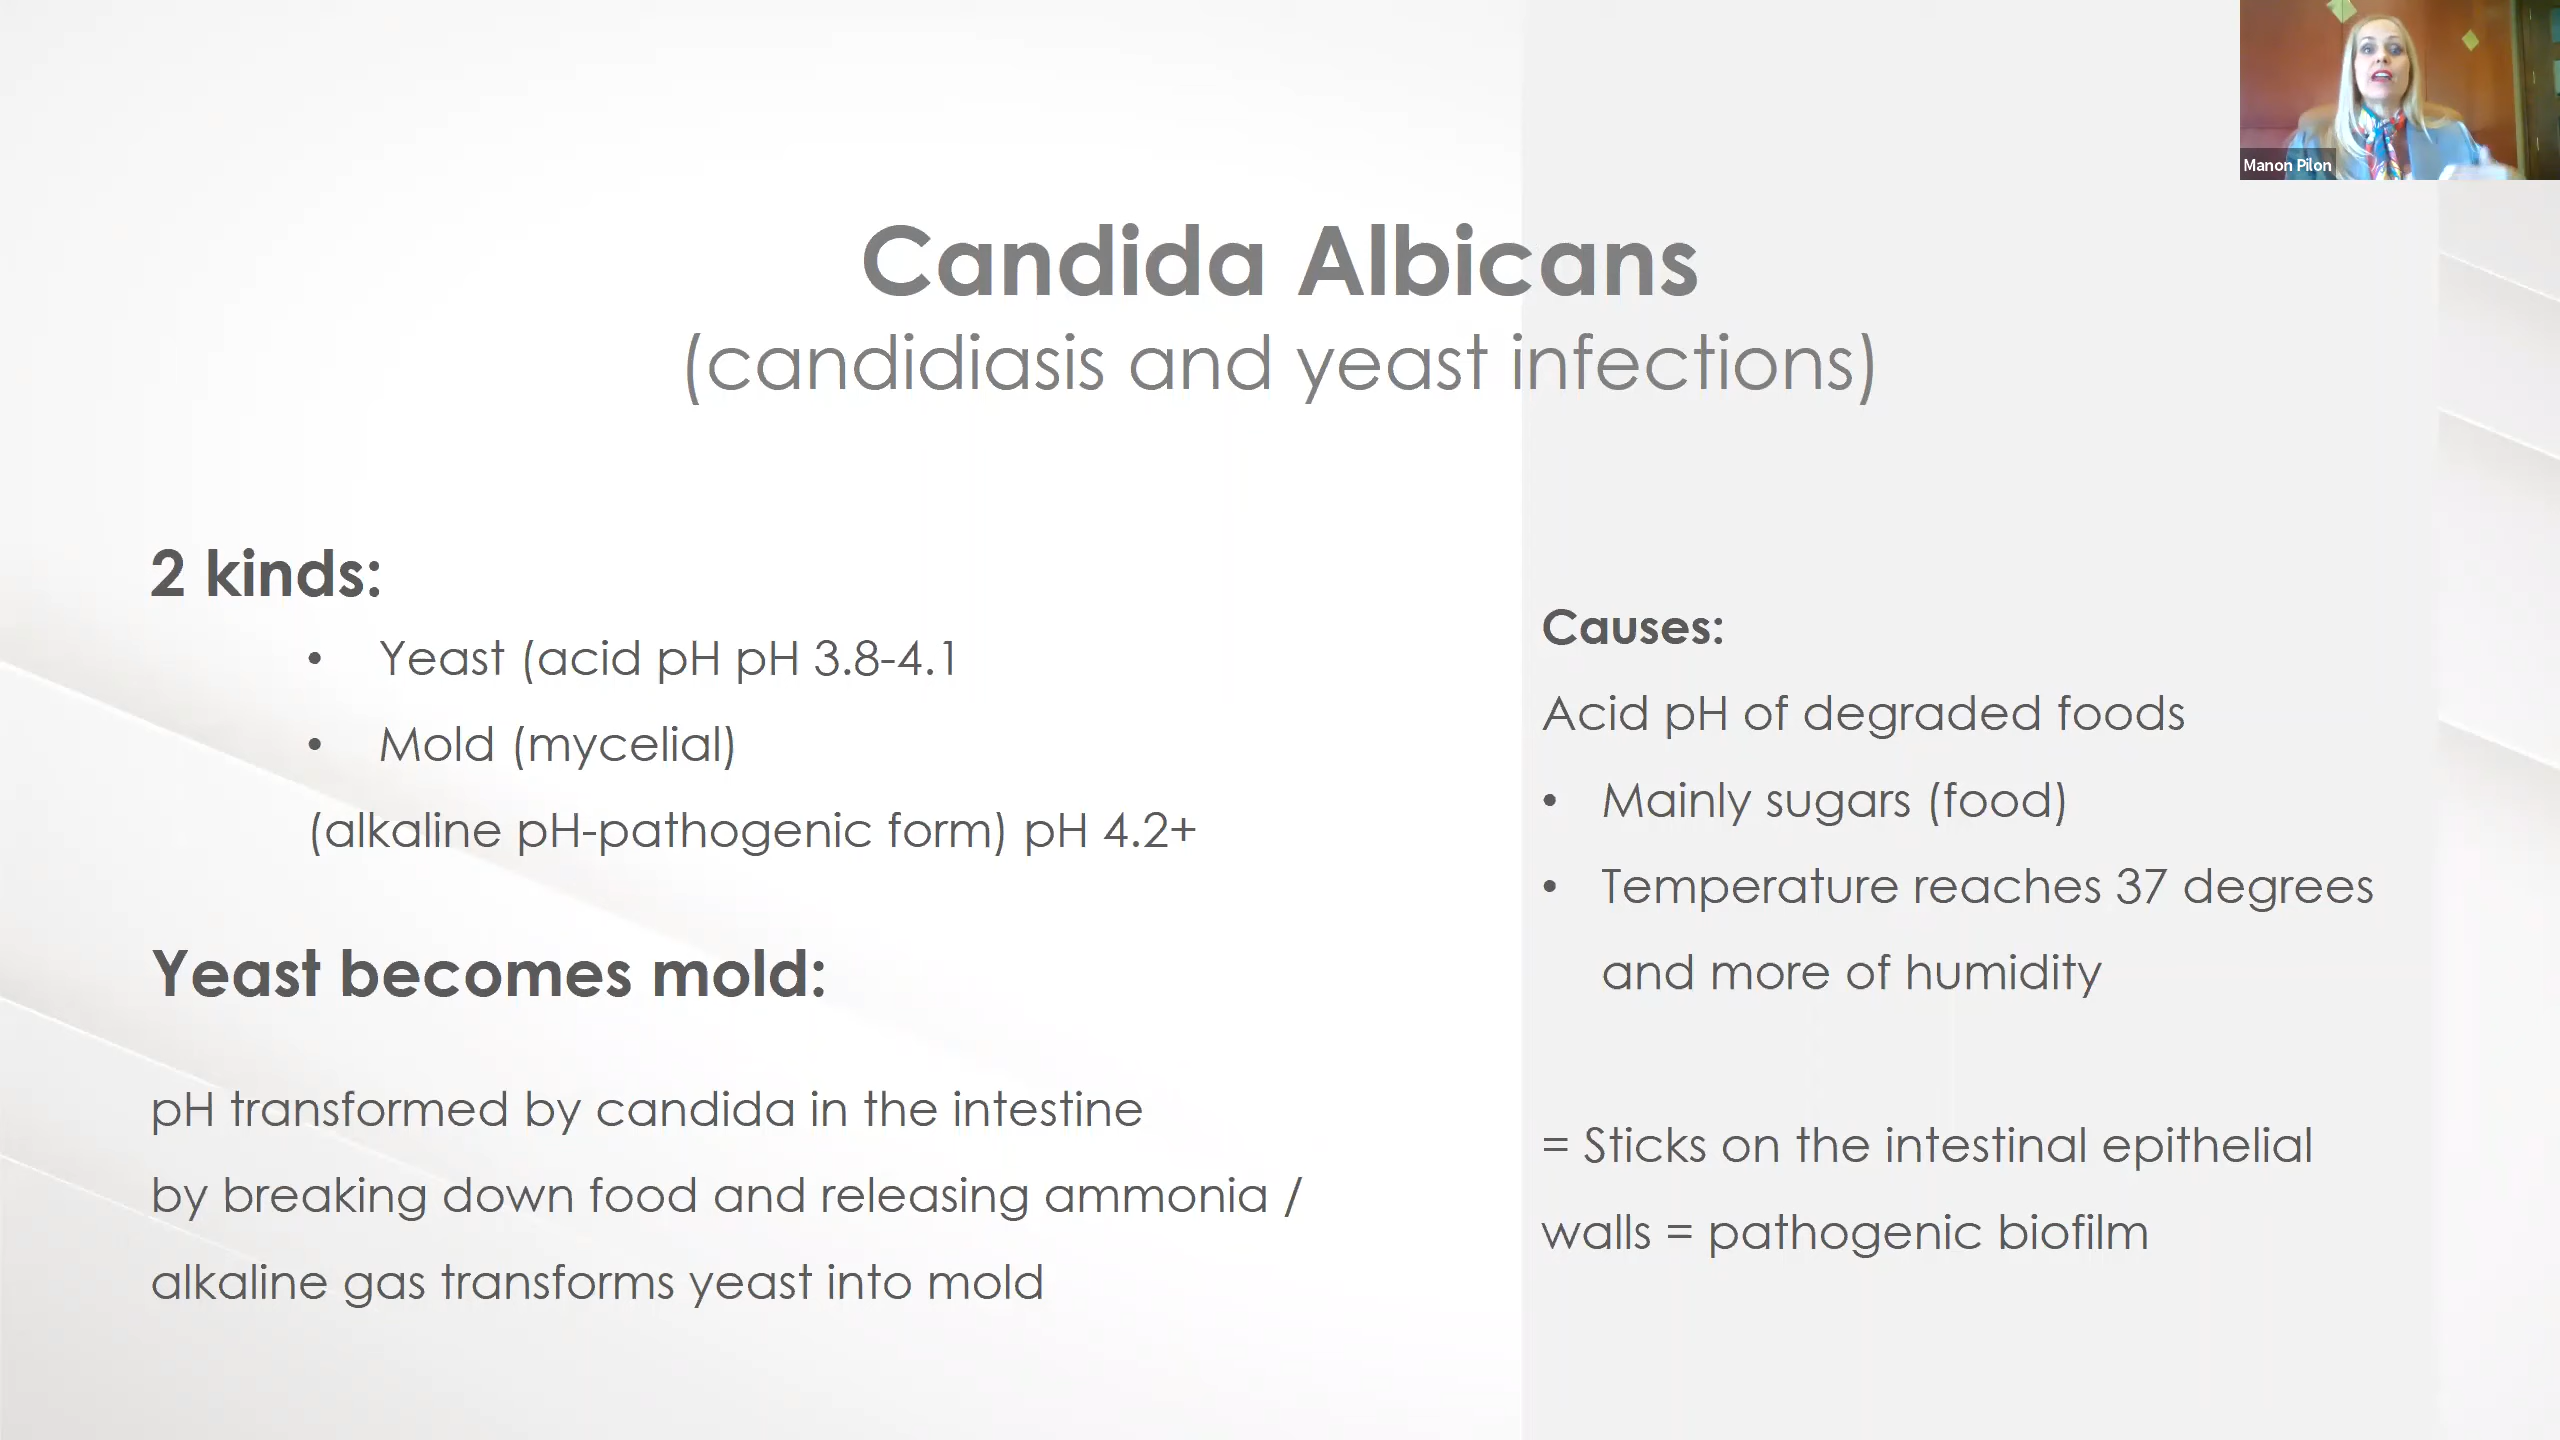 Manon Pilon
Candida Albicans
(candidiasis and yeast infections)
2 kinds:
• Yeast (acid pH pH 3.8-4.1
• Mold (mycelial)
(alkaline pH-pathogenic form) pH 4.2+
Yeast becomes mold:
pH transformed by candida in the intestine
by breaking down food and releasing ammonia /
alkaline gas transforms yeast into mold
Causes:
Acid pH of degraded foods
• Mainly sugars (food)
• Temperature reaches 37 degrees
and more of humidity
= Sticks on the intestinal epithelial
walls = pathogenic biofilm